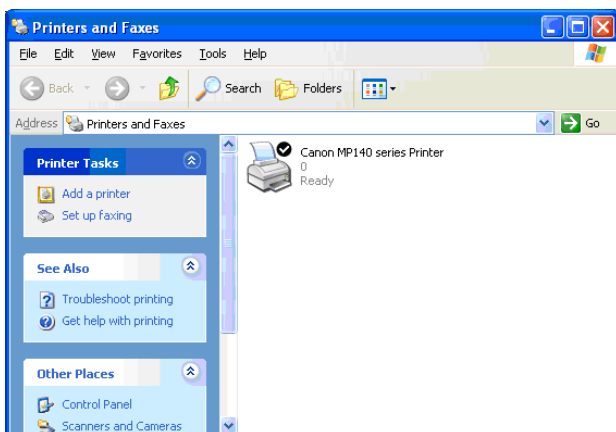 Printers and Faxes
File Edit View Favorites Tools Help
Back Search Folders
Address Printers and Faxes Go
Printer Tasks
Add a printer
Set up faxing
See Also
Troubleshoot printing
Get help with printing
Other Places
Control Panel
Scanners and Cameras
Canon MP140 series Printer
0
Ready